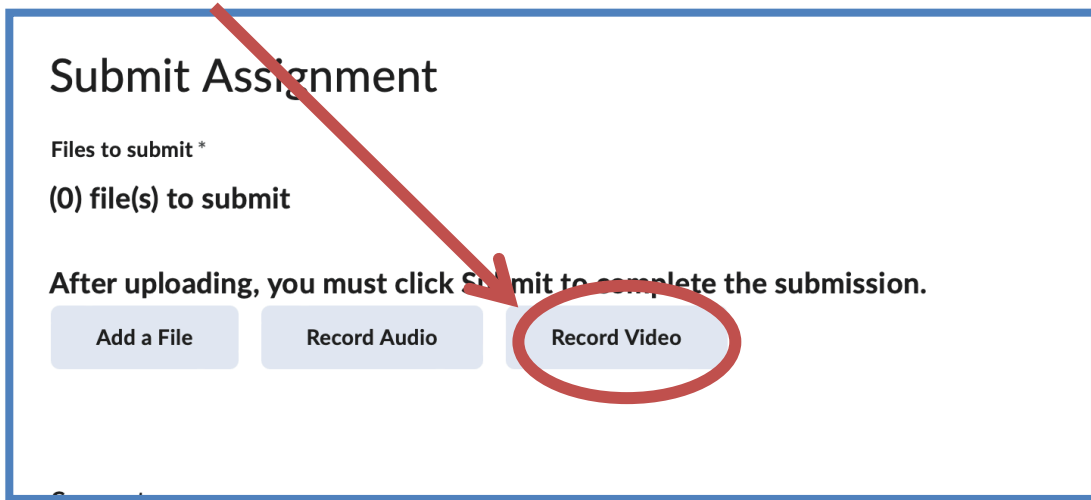 Submit Assignment
Files to submit *
(0) file(s) to submit
After uploading, you must click Submit to complete the submission.
Add a File Record Audio Record Video